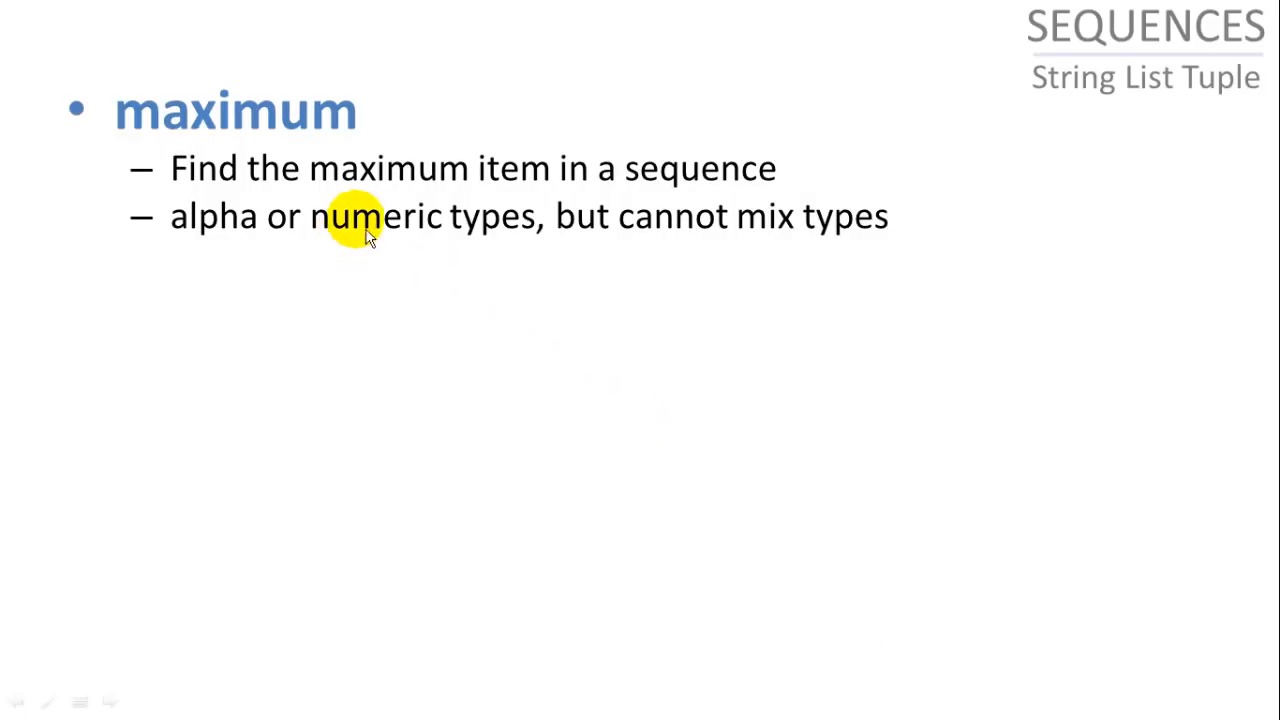 SEQUENCES
String List Tuple
• maximum
– Find the maximum item in a sequence
– alpha or numeric types, but cannot mix types